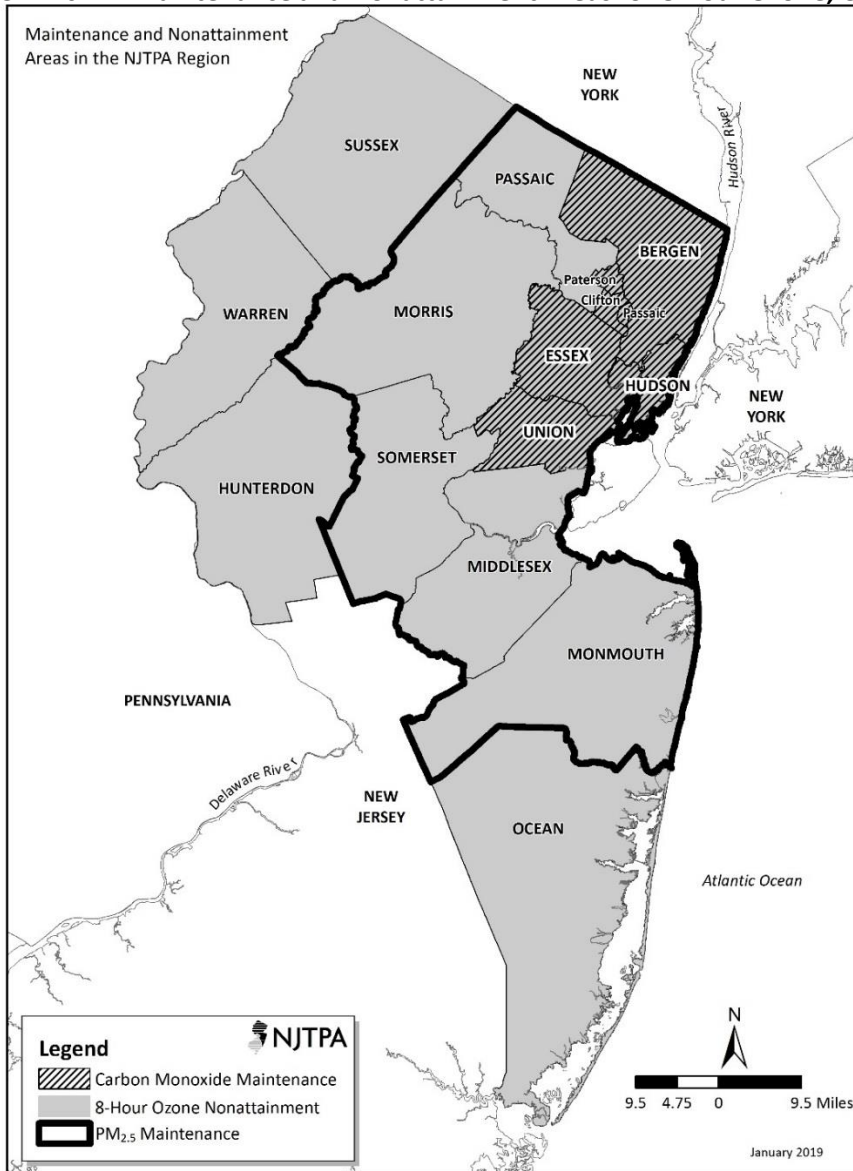 Maintenance and Nonattainment
Areas in the NJTPA Region
NEW
YORK
Hudson River
SUSSEX
PASSAIC
BERGEN
Paterson
Clifton
Passaic
WARREN
MORRIS
ESSEX
HUDSON
NEW
YORK
UNION
SOMERSET
HUNTERDON
MIDDLESEX
MONMOUTH
PENNSYLVANIA
Delaware River
NEW
JERSEY
OCEAN
Atlantic Ocean
NJTPA
Legend
Carbon Monoxide Maintenance
8-Hour Ozone Nonattainment
PM2.5 Maintenance
N
9.5 4.75 0 9.5 Miles
January 2019